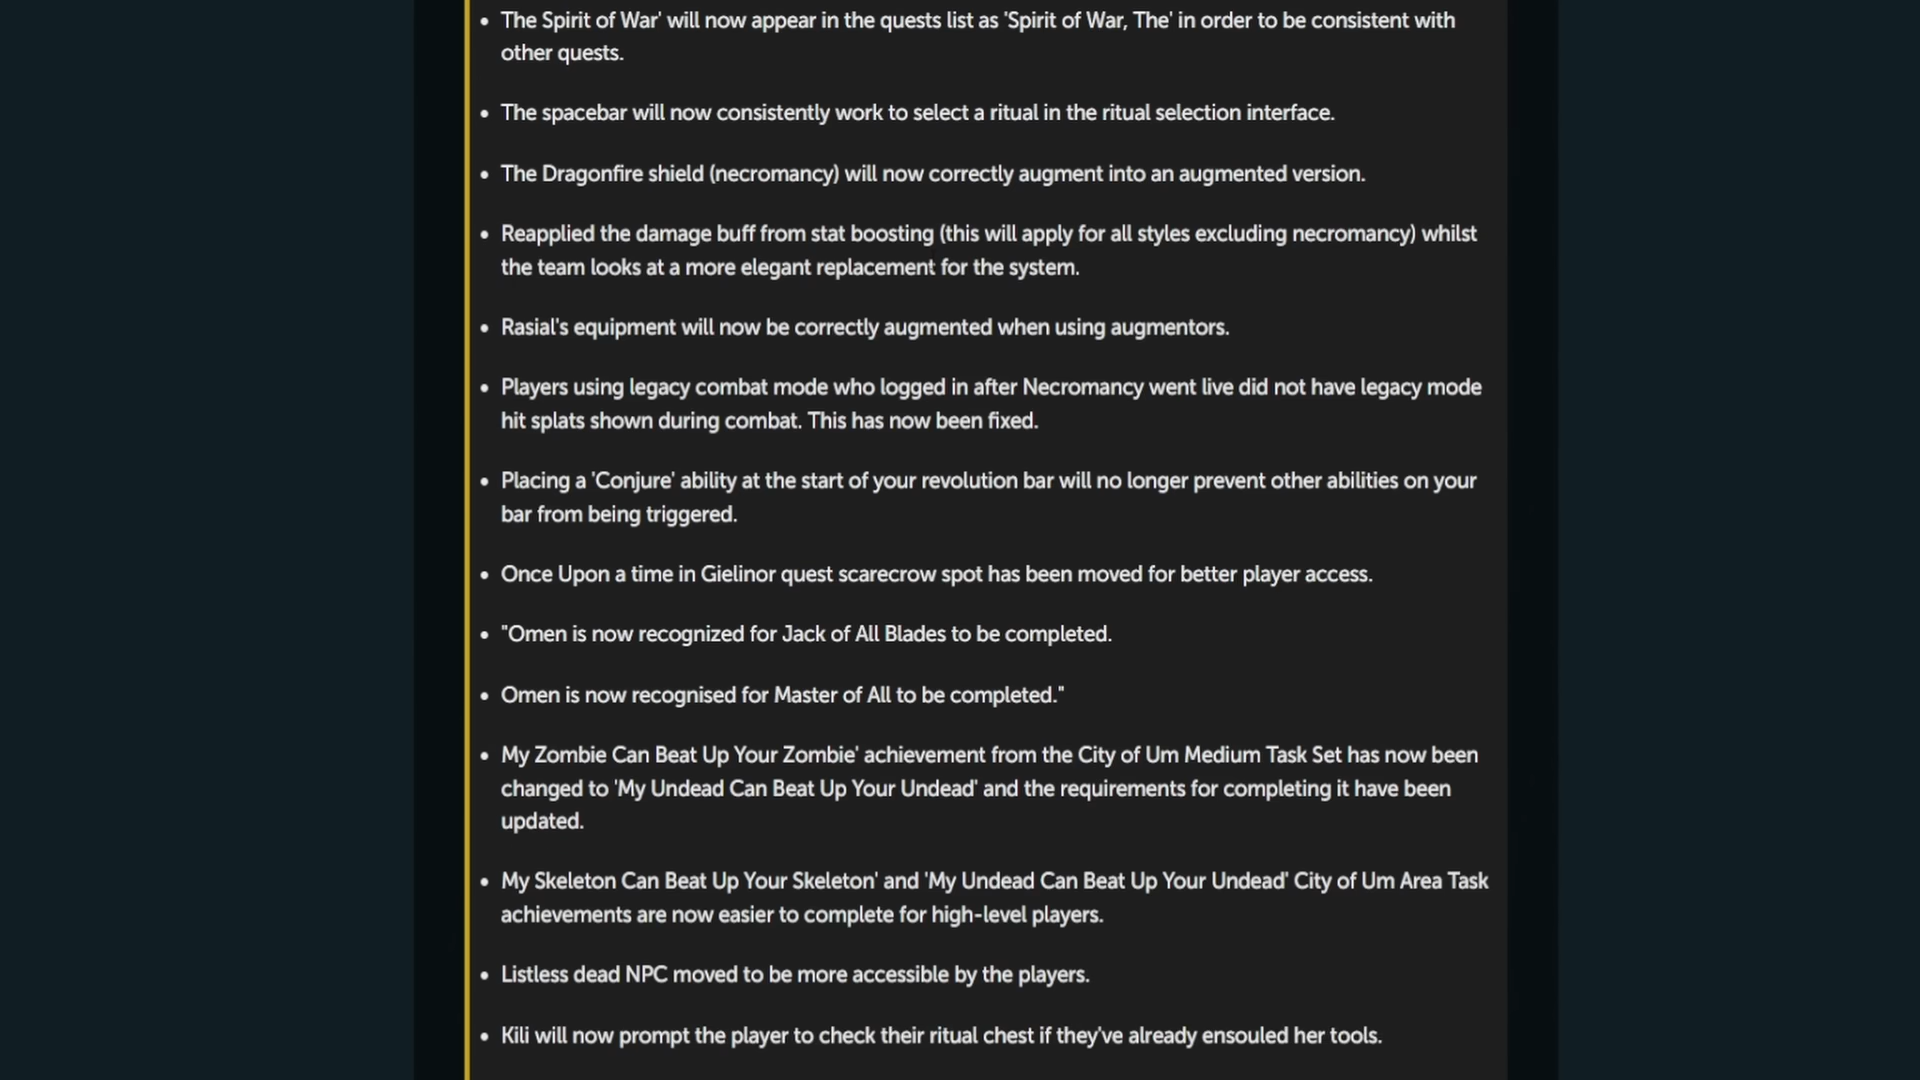 • The Spirit of War' will now appear in the quests list as 'Spirit of War, The' in order to be consistent with
other quests.
• The spacebar will now consistently work to select a ritual in the ritual selection interface.
• The Dragonfire shield (necromancy) will now correctly augment into an augmented version.
• Reapplied the damage buff from stat boosting (this will apply for all styles excluding necromancy) whilst
the team looks at a more elegant replacement for the system.
• Rasial's equipment will now be correctly augmented when using augmentors.
• Players using legacy combat mode who logged in after Necromancy went live did not have legacy mode
hit splats shown during combat. This has now been fixed.
• Placing a 'Conjure' ability at the start of your revolution bar will no longer prevent other abilities on your
bar from being triggered.
• Once Upon a time in Gielinor quest scarecrow spot has been moved for better player access.
• "Omen is now recognized for Jack of All Blades to be completed.
• Omen is now recognised for Master of All to be completed."
• My Zombie Can Beat Up Your Zombie' achievement from the City of Um Medium Task Set has now been
changed to 'My Undead Can Beat Up Your Undead' and the requirements for completing it have been
updated.
• My Skeleton Can Beat Up Your Skeleton' and 'My Undead Can Beat Up Your Undead' City of Um Area Task
achievements are now easier to complete for high-level players.
• Listless dead NPC moved to be more accessible by the players.
• Kili will now prompt the player to check their ritual chest if they've already ensouled her tools.